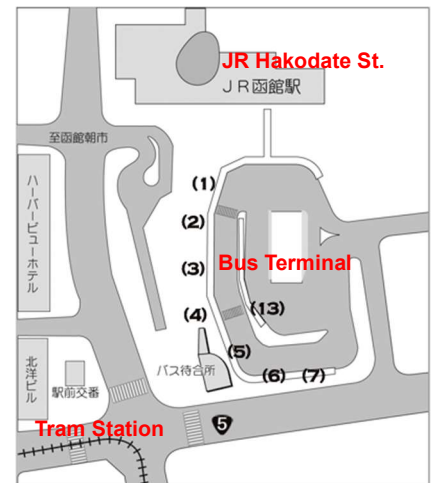 JR Hakodate St.
JR函館駅
至函館朝市
ハーバービューホテル
(1)
(2)
(3)
Bus Terminal
(4)
(13)
(5)
バス待合所
(6)
(7)
北洋ビル
駅前交番
Tram Station
5